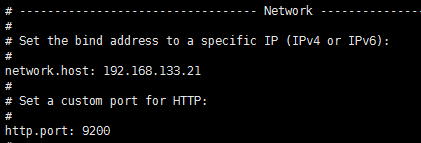 # ---------------------------------- Network --------------
#
# Set the bind address to a specific IP (IPv4 or IPv6):
#
network.host: 192.168.133.21
#
# Set a custom port for HTTP:
#
http.port: 9200
#